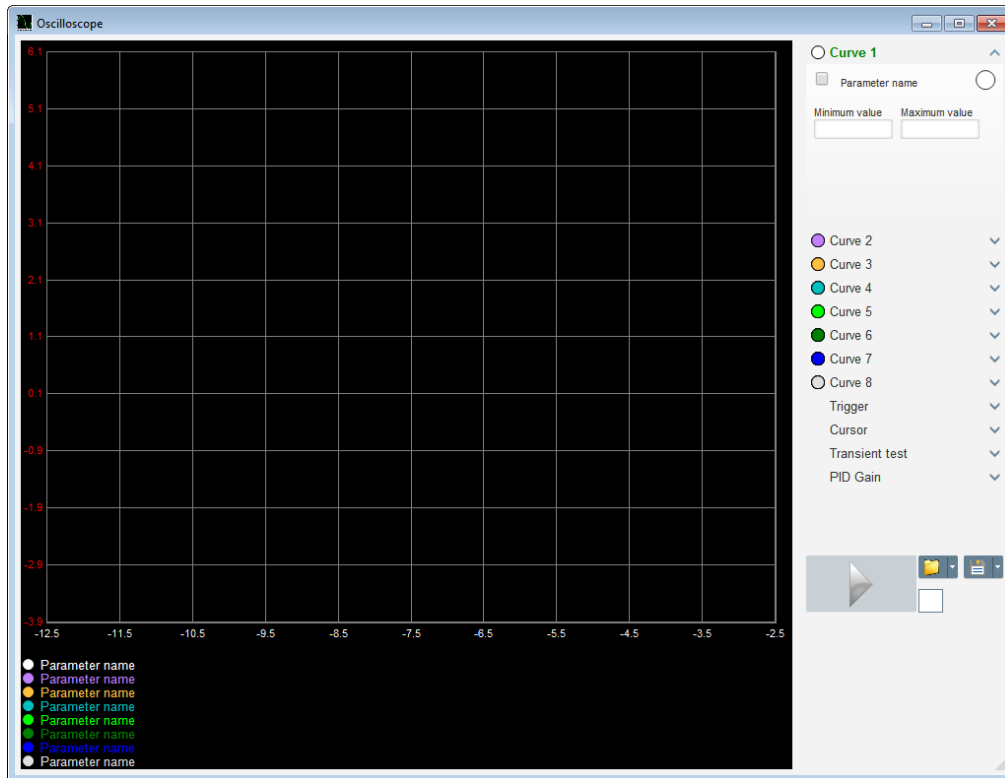 Oscilloscope
6.1
5.1
4.1
3.1
2.1
1.1
0.1
-0.9
-1.9
-2.9
-3.9
-12.5 -11.5 -10.5 -9.5 -8.5 -7.5 -6.5 -5.5 -4.5 -3.5 -2.5
Parameter name
Parameter name
Parameter name
Parameter name
Parameter name
Parameter name
Parameter name
Parameter name
Curve 1
Parameter name
Minimum value Maximum value
Curve 2
Curve 3
Curve 4
Curve 5
Curve 6
Curve 7
Curve 8
Trigger
Cursor
Transient test
PID Gain